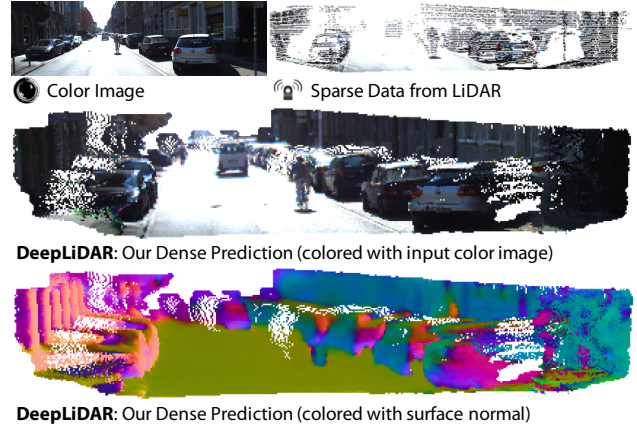 Color Image
Sparse Data from LiDAR
DeepLiDAR: Our Dense Prediction (colored with input color image)
DeepLiDAR: Our Dense Prediction (colored with surface normal)